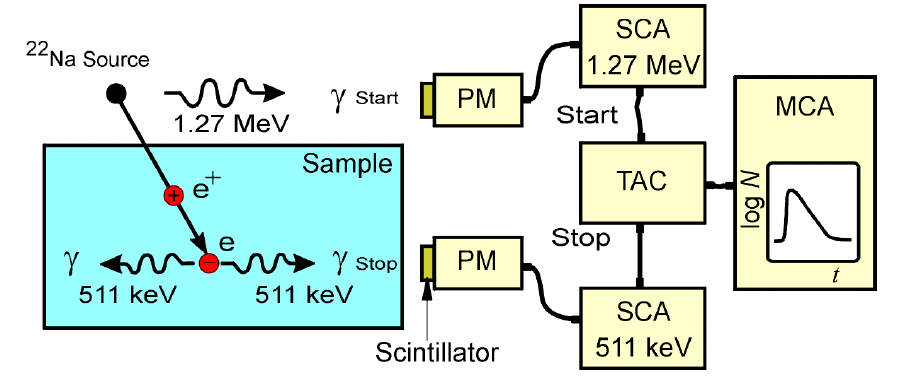 ²²Na Source
1.27 MeV
γ Start
PM
SCA
1.27 MeV
Start
MCA
Sample
e⁺
+
TAC
log N
t
Stop
γ
e
−
γ Stop
511 keV
511 keV
PM
SCA
511 keV
Scintillator